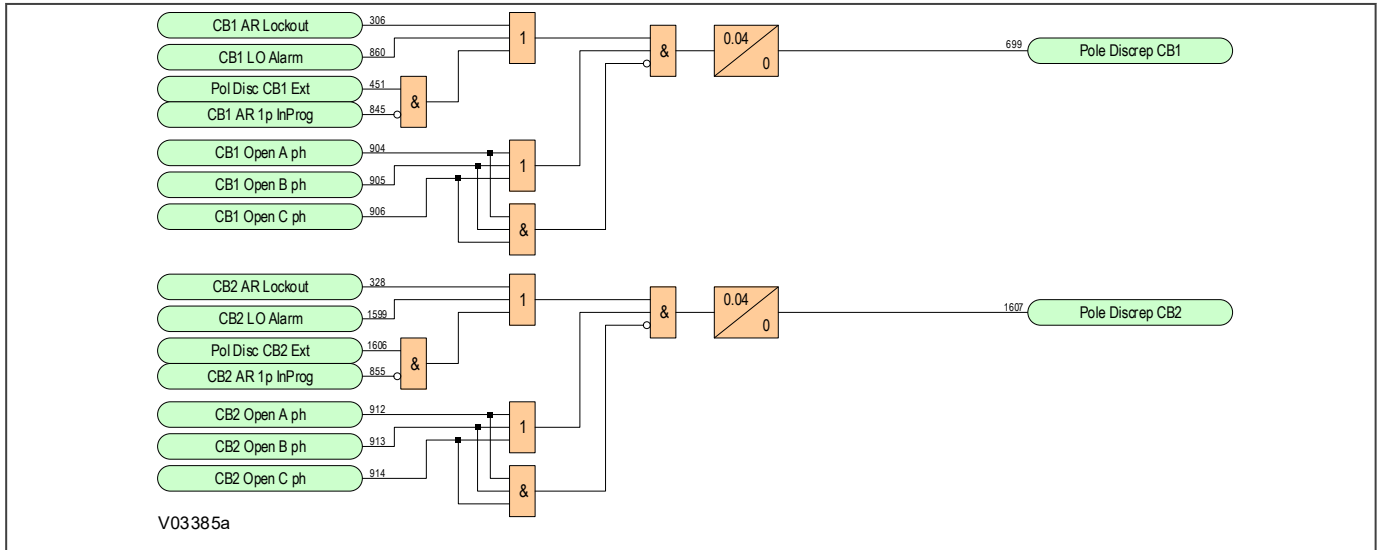 CB1 AR Lockout 306
1
CB1 LO Alarm 860
Pol Disc CB1 Ext 451
&
CB1 AR 1p InProg 845
&
0.04
0
699 Pole Discrep CB1
CB1 Open A ph 904
1
CB1 Open B ph 905
CB1 Open C ph 906
&
CB2 AR Lockout 328
1
CB2 LO Alarm 1599
Pol Disc CB2 Ext 1606
&
CB2 AR 1p InProg 855
&
0.04
0
1607 Pole Discrep CB2
CB2 Open A ph 912
1
CB2 Open B ph 913
CB2 Open C ph 914
&
V03385a